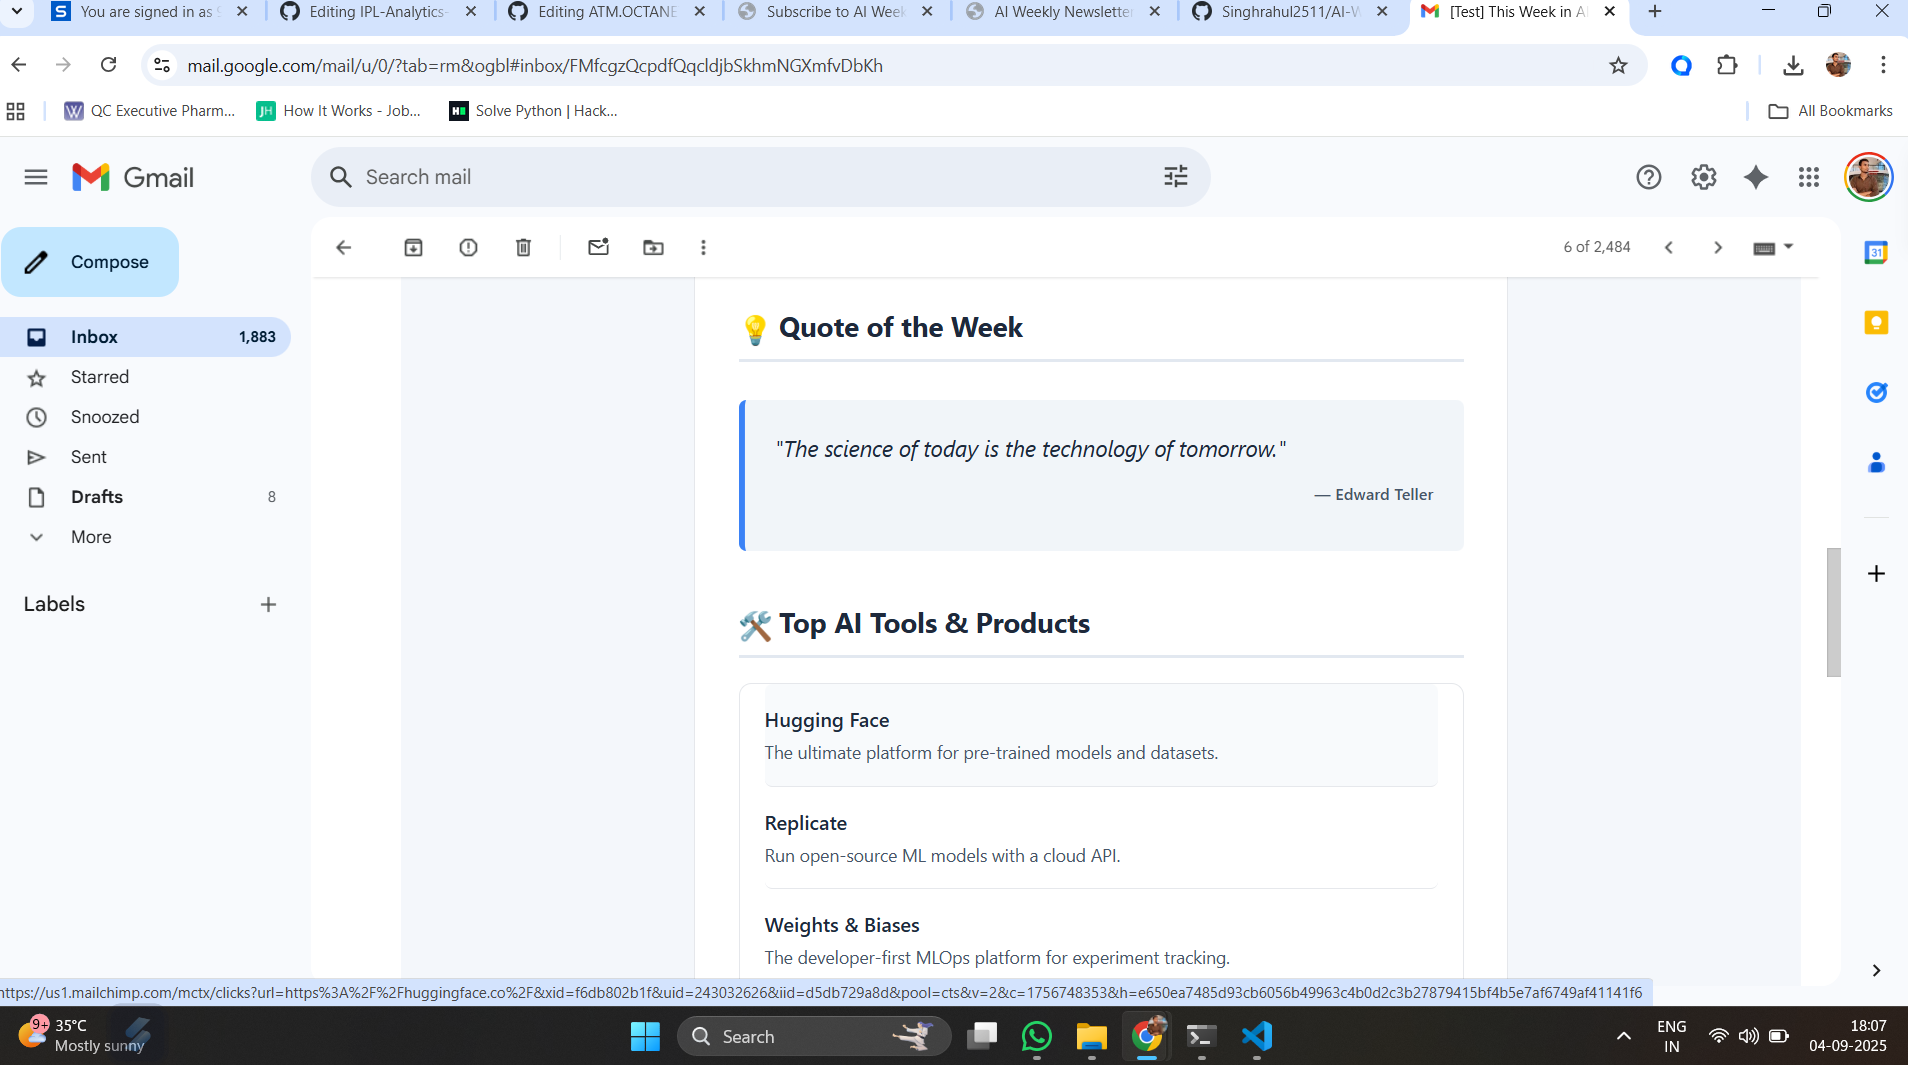 You are signed in as
Editing IPL-Analytics-
Editing ATM.OCTANE
Subscribe to AI Week
AI Weekly Newsletter
Singhrahul2511/AI-W
[Test] This Week in A
mail.google.com/mail/u/0/?tab=rm&ogbl#inbox/FMfcgzQcpdfQqcldjbSkhmNGXmfvDbKh
QC Executive Pharm...
How It Works - Job...
Solve Python | Hack...
All Bookmarks
Gmail
Search mail
Compose
6 of 2,484
Inbox 1,883
Starred
Snoozed
Sent
Drafts 8
More
Labels
💡 Quote of the Week
"The science of today is the technology of tomorrow."
— Edward Teller
🛠️ Top AI Tools & Products
Hugging Face
The ultimate platform for pre-trained models and datasets.
Replicate
Run open-source ML models with a cloud API.
Weights & Biases
The developer-first MLOps platform for experiment tracking.
https://us1.mailchimp.com/mctx/clicks?url=https%3A%2F%2Fhuggingface.co%2F&xid=f6db802b1f&uid=243032626&iid=d5db729a8d&pool=cts&v=2&c=1756748353&h=e650ea7485d93cb6056b49963c4b0d2c3b27879415bf4b5e7af6749af41141f6
9+
35°C
Mostly sunny
Search
ENG
IN
18:07
04-09-2025